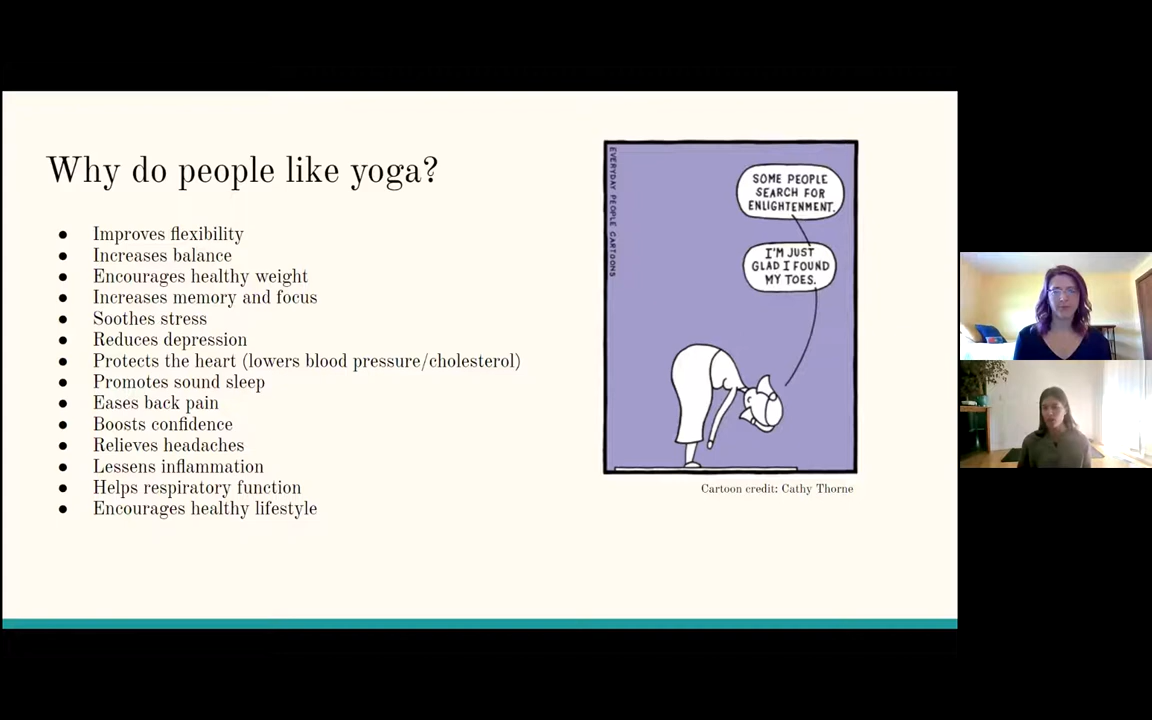 Why do people like yoga?
● Improves flexibility
● Increases balance
● Encourages healthy weight
● Increases memory and focus
● Soothes stress
● Reduces depression
● Protects the heart (lowers blood pressure/cholesterol)
● Promotes sound sleep
● Eases back pain
● Boosts confidence
● Relieves headaches
● Lessens inflammation
● Helps respiratory function
● Encourages healthy lifestyle
EVERYDAY PEOPLE CARTOONS
SOME PEOPLE
SEARCH FOR
ENLIGHTENMENT.
I'M JUST
GLAD I FOUND
MY TOES.
Cartoon credit: Cathy Thorne